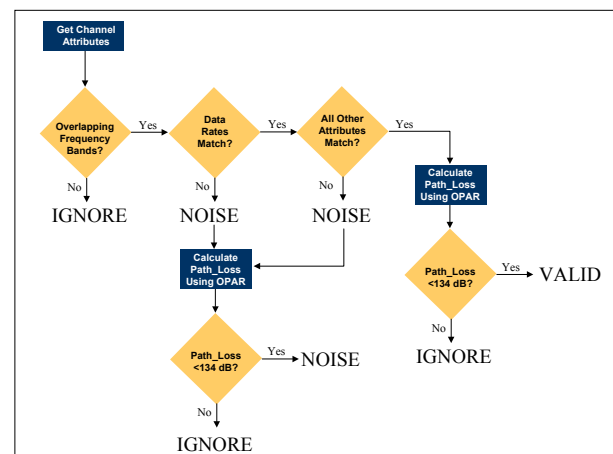 Get Channel
Attributes
Overlapping
Frequency
Bands?
Yes
Data
Rates
Match?
Yes
All Other
Attributes
Match?
Yes
No
IGNORE
No
NOISE
No
NOISE
Calculate
Path_Loss
Using OPAR
Calculate
Path_Loss
Using OPAR
Path_Loss
<134 dB?
Yes
VALID
No
IGNORE
Path_Loss
<134 dB?
Yes
NOISE
No
IGNORE